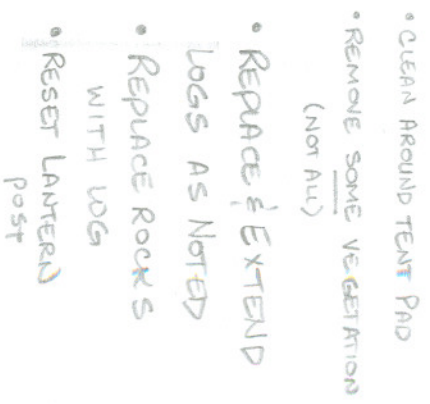 • CLEAN AROUND TENT PAD
• REMOVE SOME VEGETATION
(NOT ALL)
• REPLACE & EXTEND
LOGS AS NOTED
• REPLACE ROCKS
WITH LOG
• RESET LANTERN
POST